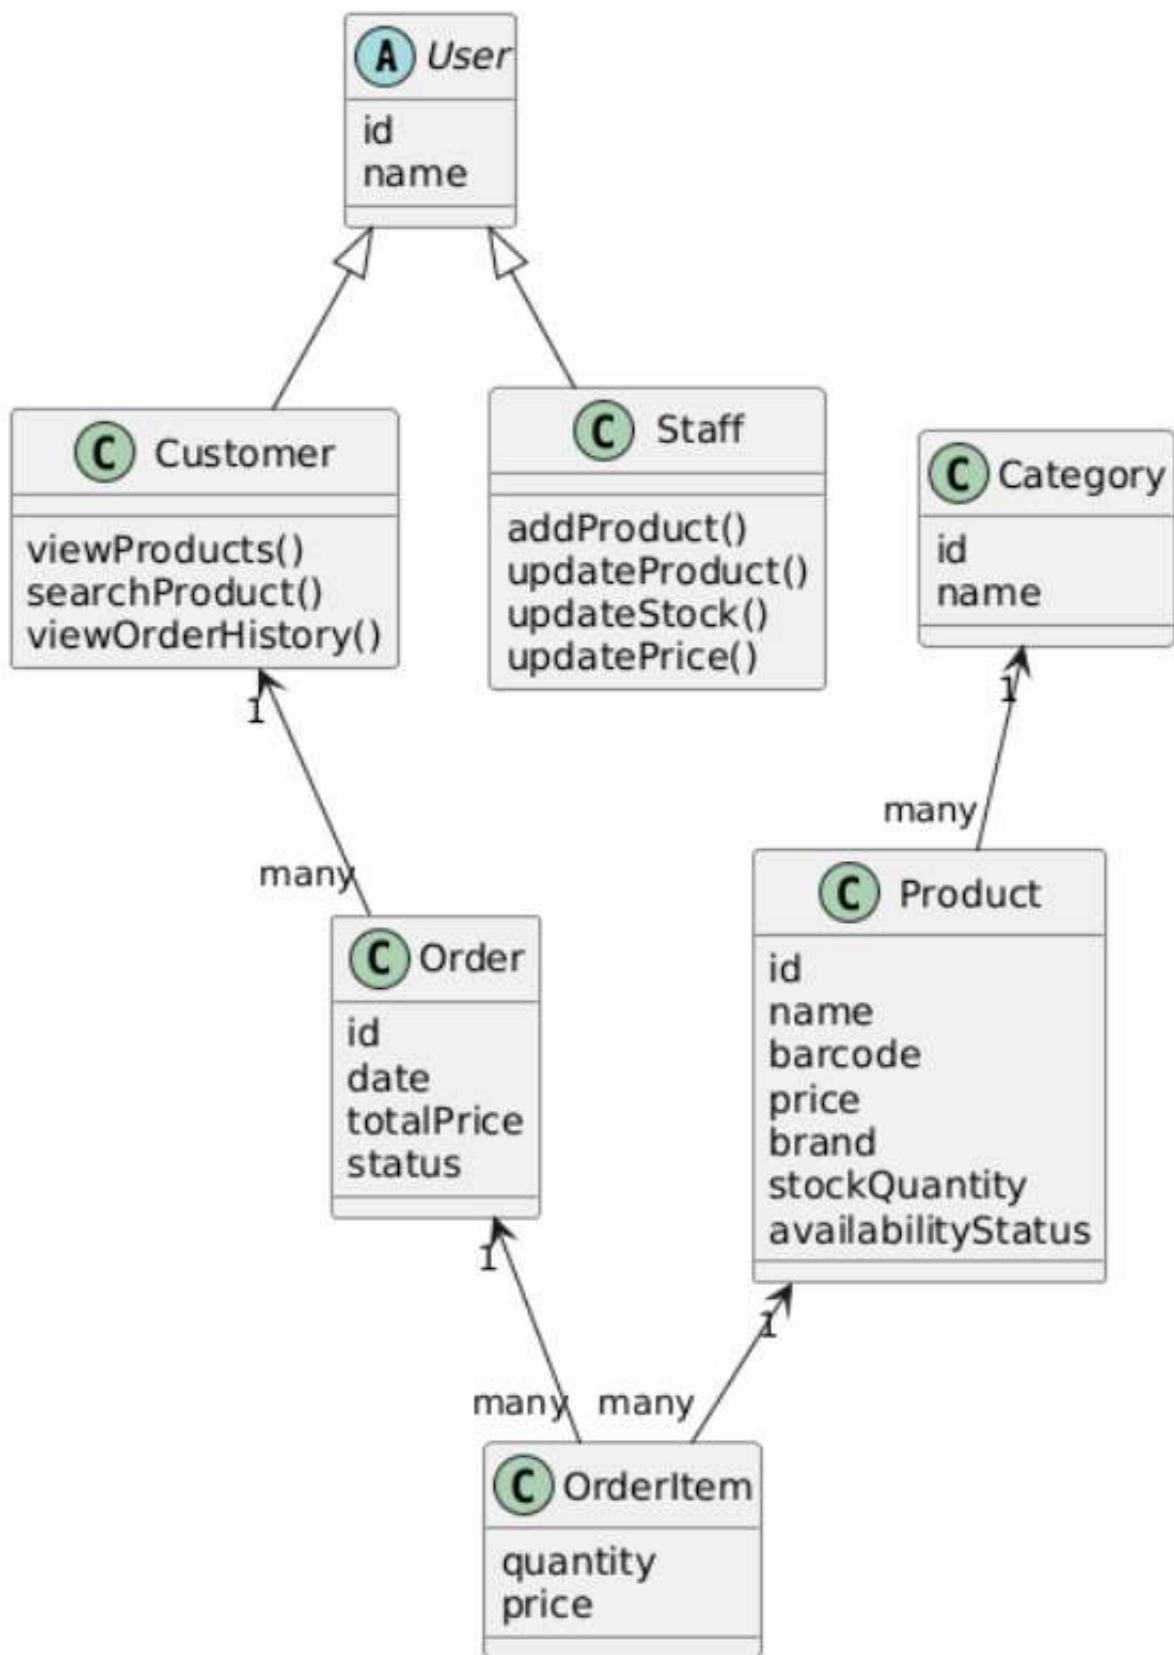 A User
id
name
C Customer
viewProducts()
searchProduct()
viewOrderHistory()
C Staff
addProduct()
updateProduct()
updateStock()
updatePrice()
C Category
id
name
1
many
1
many
C Order
id
date
totalPrice
status
C Product
id
name
barcode
price
brand
stockQuantity
availabilityStatus
1
many
1
many
C OrderItem
quantity
price